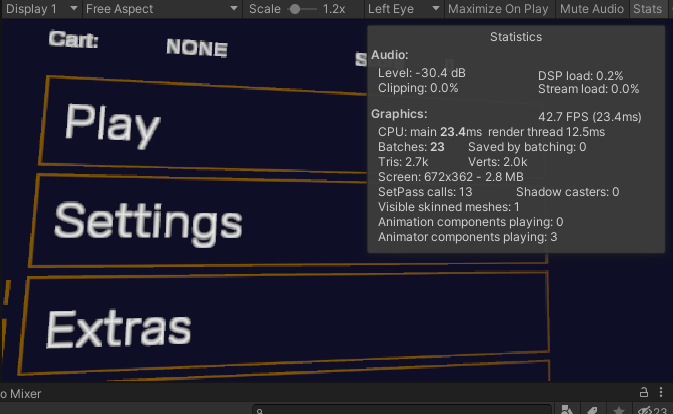 Display 1 Free Aspect Scale 1.2x Left Eye Maximize On Play Mute Audio Stats
Cart: NONE
Play
Settings
Extras
Statistics
Audio:
Level: -30.4 dB DSP load: 0.2%
Clipping: 0.0% Stream load: 0.0%
Graphics: 42.7 FPS (23.4ms)
CPU: main 23.4ms render thread 12.5ms
Batches: 23 Saved by batching: 0
Tris: 2.7k Verts: 2.0k
Screen: 672x362 - 2.8 MB
SetPass calls: 13 Shadow casters: 0
Visible skinned meshes: 1
Animation components playing: 0
Animator components playing: 3
o Mixer
23